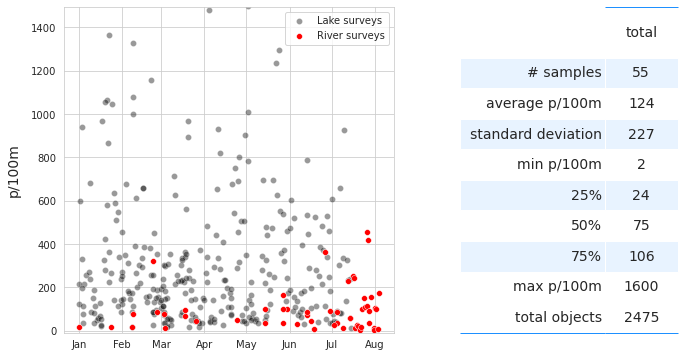 p/100m
1400
1200
1000
800
600
400
200
0
Jan Feb Mar Apr May Jun Jul Aug
Lake surveys
River surveys
total
# samples 55
average p/100m 124
standard deviation 227
min p/100m 2
25% 24
50% 75
75% 106
max p/100m 1600
total objects 2475